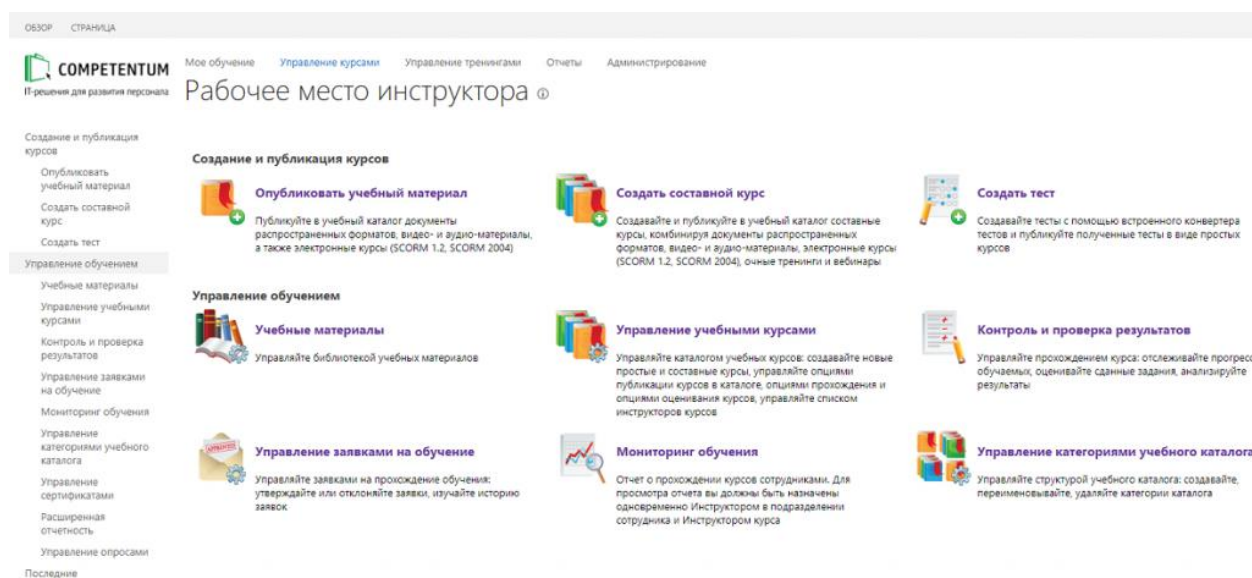 ОБЗОР СТРАНИЦА
COMPETENTUM
IT-решения для развития персонала
Мое обучение Управление курсами Управление тренингами Отчеты Администрирование
Рабочее место инструктора
Создание и публикация
курсов
Опубликовать
учебный материал
Создать составной
курс
Создать тест
Управление обучением
Учебные материалы
Управление учебными
курсами
Контроль и проверка
результатов
Управление заявками
на обучение
Мониторинг обучения
Управление
категориями учебного
каталога
Управление
сертификатами
Расширенная
отчетность
Управление опросами
Последние
Создание и публикация курсов
Опубликовать учебный материал
Публикуйте в учебный каталог документы
распространенных форматов, видео- и аудио-материалы,
а также электронные курсы (SCORM 1.2, SCORM 2004)
Создать составной курс
Создавайте и публикуйте в учебный каталог составные
курсы, комбинируя документы распространенных
форматов, видео- и аудио-материалы, электронные курсы
(SCORM 1.2, SCORM 2004), очные тренинги и вебинары
Создать тест
Создавайте тесты с помощью встроенного конвертера
тестов и публикуйте полученные тесты в виде простых
курсов
Управление обучением
Учебные материалы
Управляйте библиотекой учебных материалов
Управление учебными курсами
Управляйте каталогом учебных курсов: создавайте новые
простые и составные курсы, управляйте опциями
публикации курсов в каталоге, опциями прохождения и
опциями оценивания курсов, управляйте списком
инструкторов курсов
Контроль и проверка результатов
Управляйте прохождением курса: отслеживайте прогресс
обучаемых, оценивайте сданные задания, анализируйте
результаты
APPROVED
Управление заявками на обучение
Управляйте заявками на прохождение обучения:
утверждайте или отклоняйте заявки, изучайте историю
заявок
Мониторинг обучения
Отчет о прохождении курсов сотрудниками. Для
просмотра отчета вы должны быть назначены
одновременно Инструктором в подразделении
сотрудника и Инструктором курса
Управление категориями учебного каталога
Управляйте структурой учебного каталога: создавайте,
переименовывайте, удаляйте категории каталога